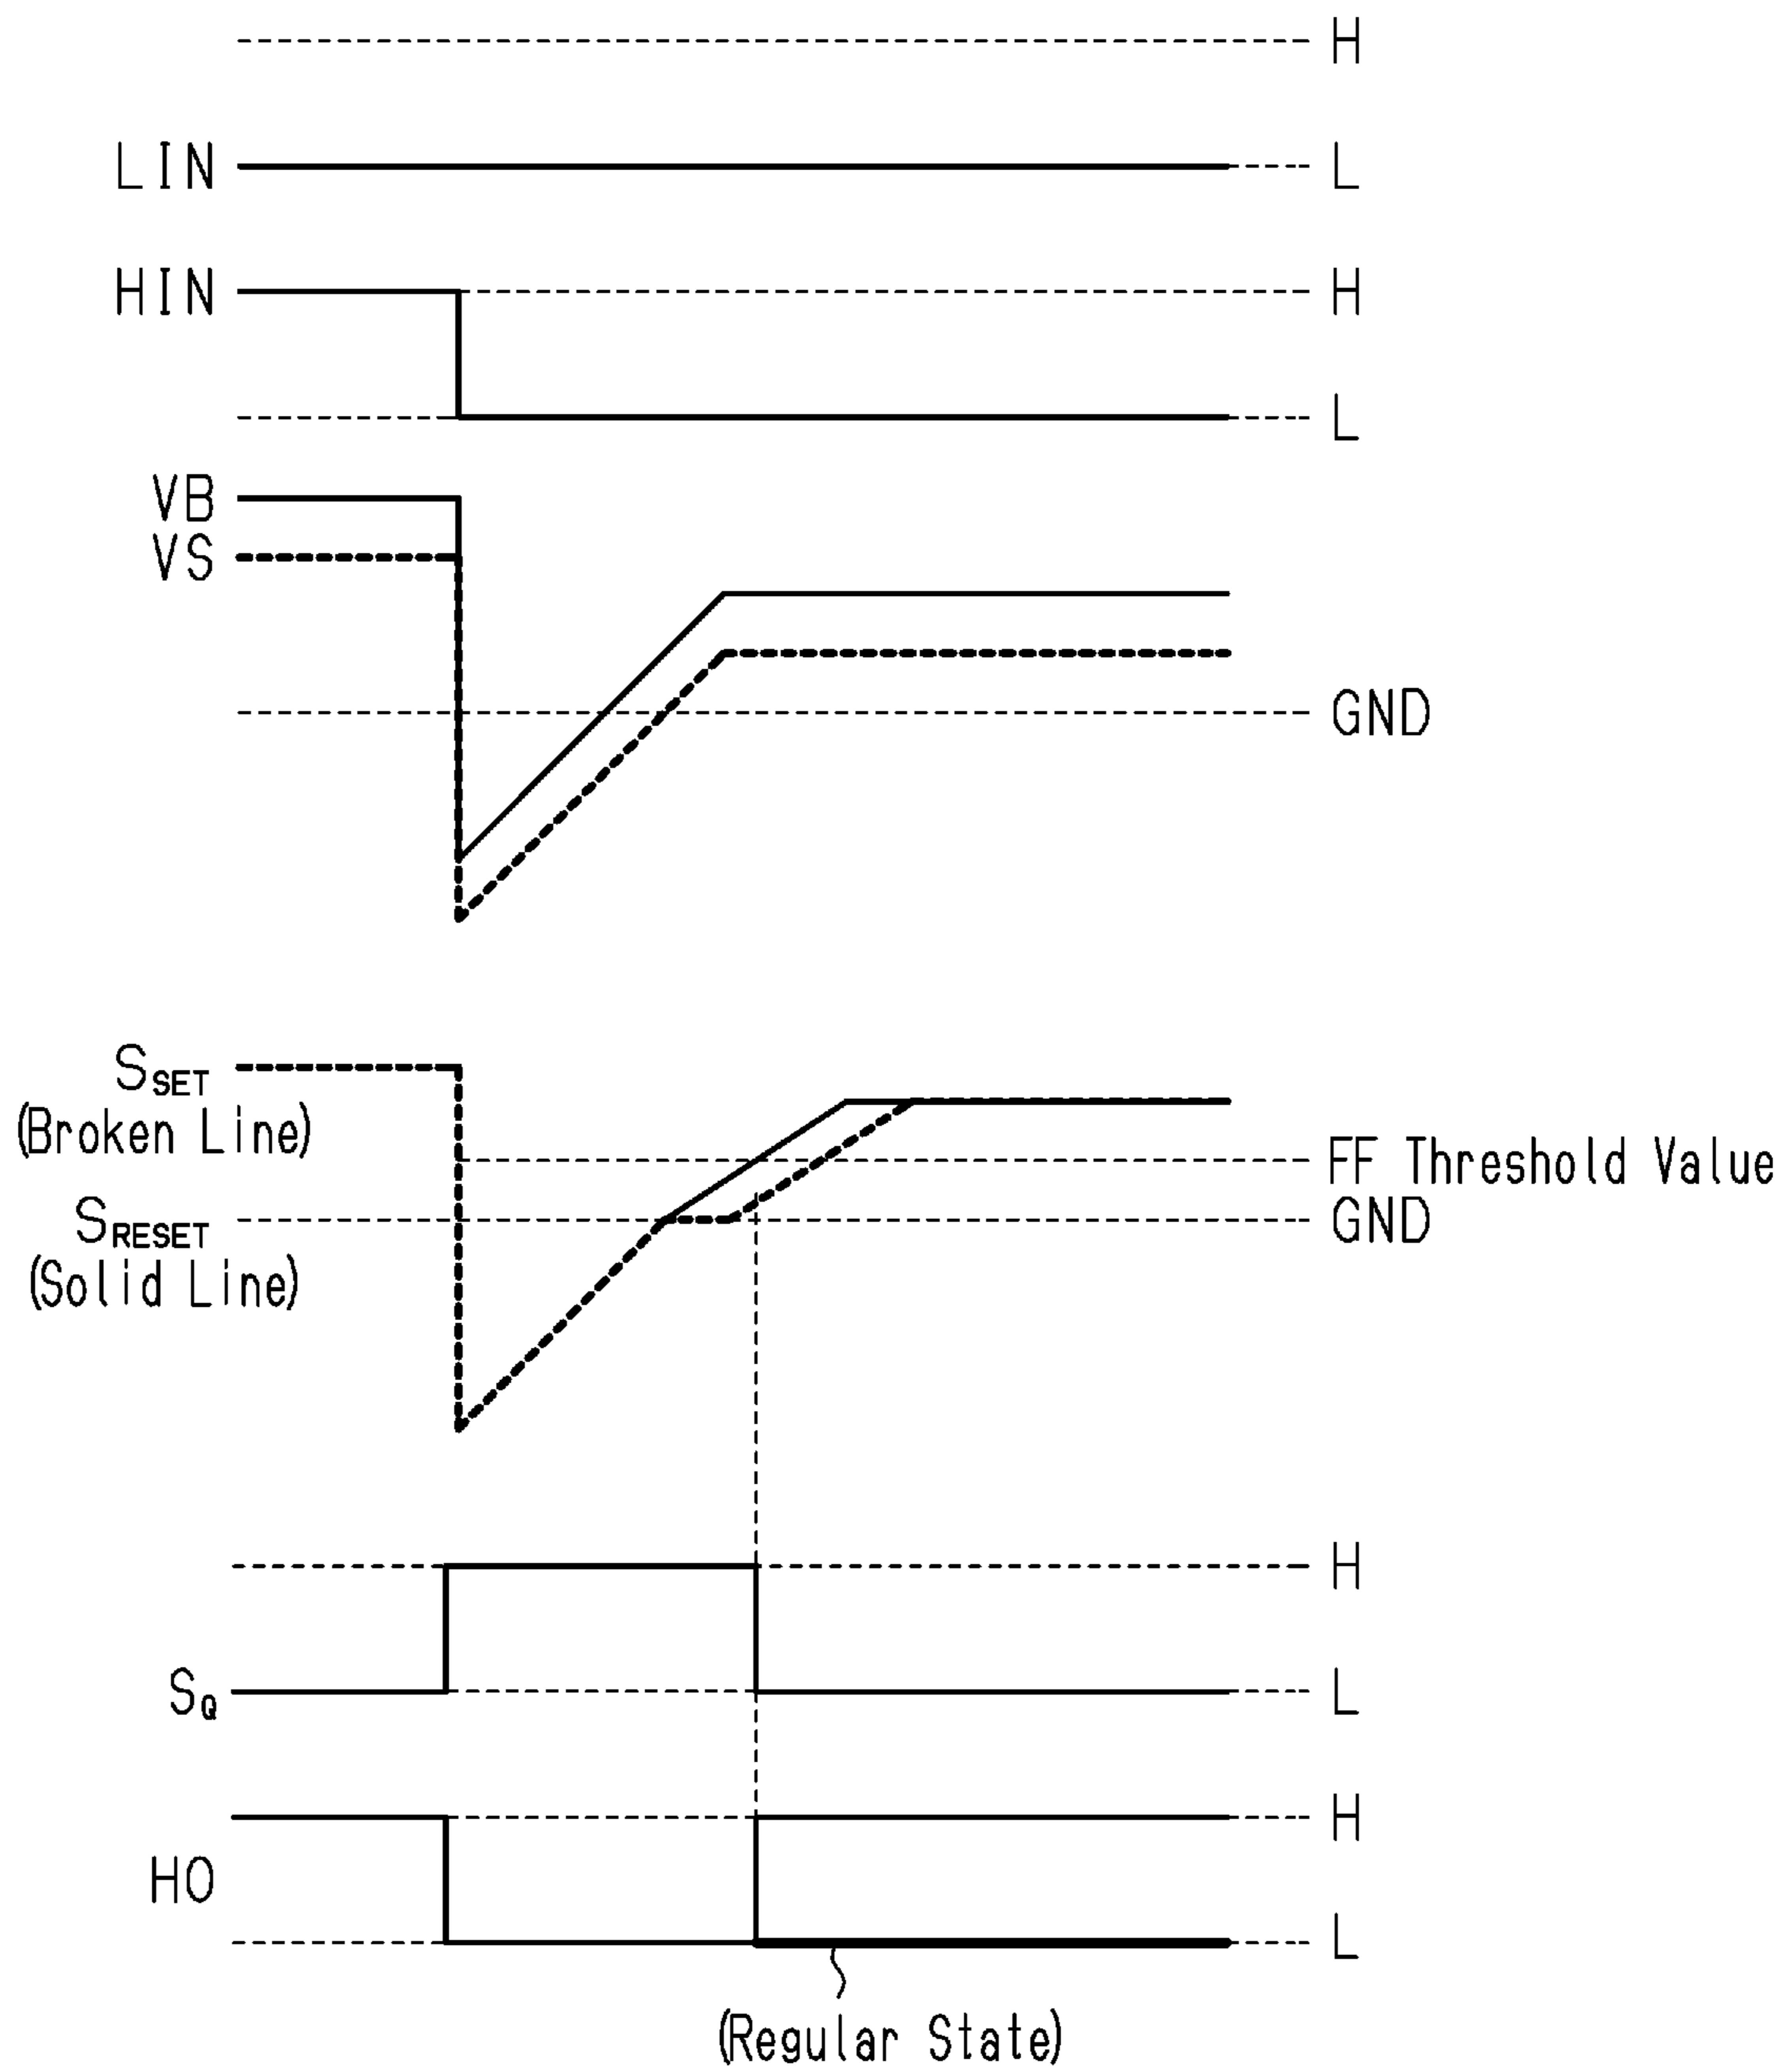 H
LIN L
HIN H
L
VB
VS
GND
SSET
(Broken Line)
FF Threshold Value
SRESET
GND
(Solid Line)
H
SQ L
H
HO
L
(Regular State)